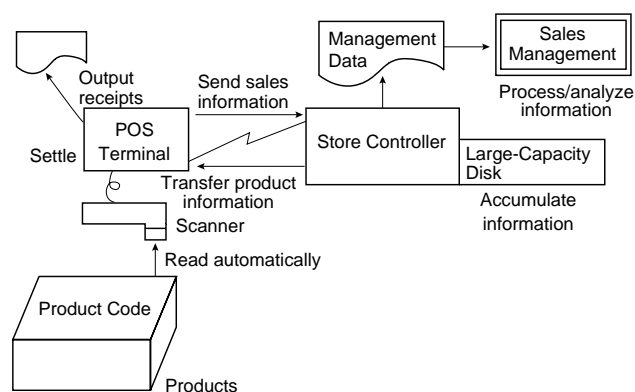 Management
Data
Sales
Management
Process/analyze
information
Output
receipts
Send sales
information
Settle
POS
Terminal
Store Controller
Large-Capacity
Disk
Transfer product
information
Accumulate
information
Scanner
Read automatically
Product Code
Products